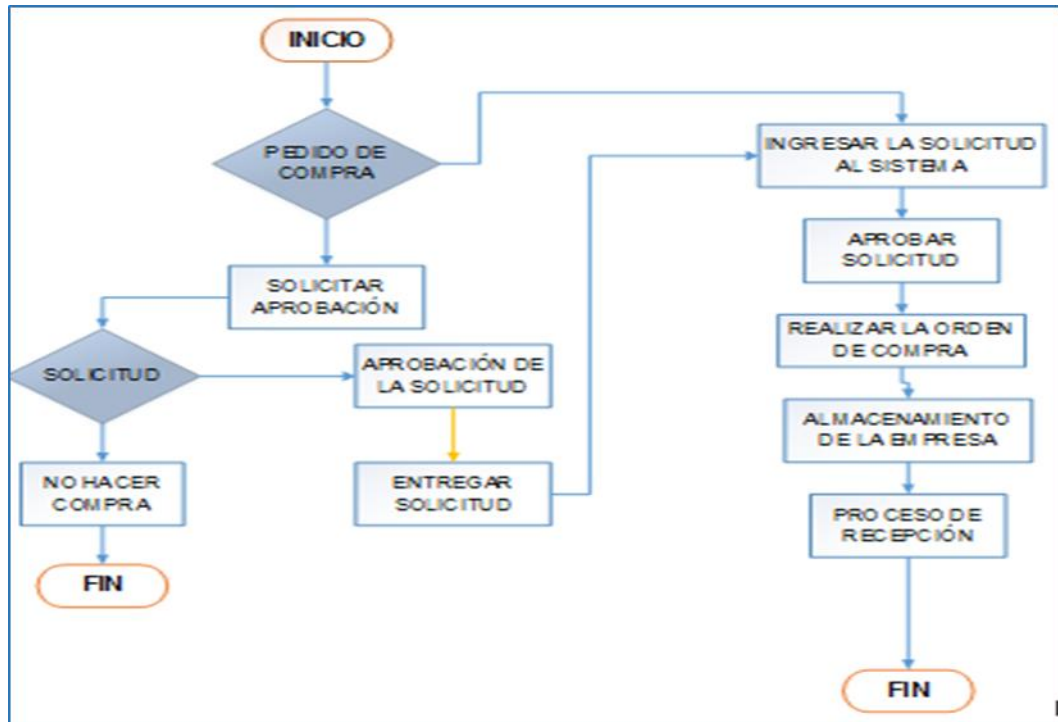 INICIO
PEDIDO DE
COMPRA
SOLICITAR
APROBACIÓN
SOLICITUD
NO HACER
COMPRA
FIN
APROBACIÓN DE
LA SOLICITUD
ENTREGAR
SOLICITUD
INGRESAR LA SOLICITUD
AL SISTEMA
APROBAR
SOLICITUD
REALIZAR LA ORDEN
DE COMPRA
ALMACENAMIENTO
DE LA EMPRESA
PROCESO DE
RECEPCIÓN
FIN